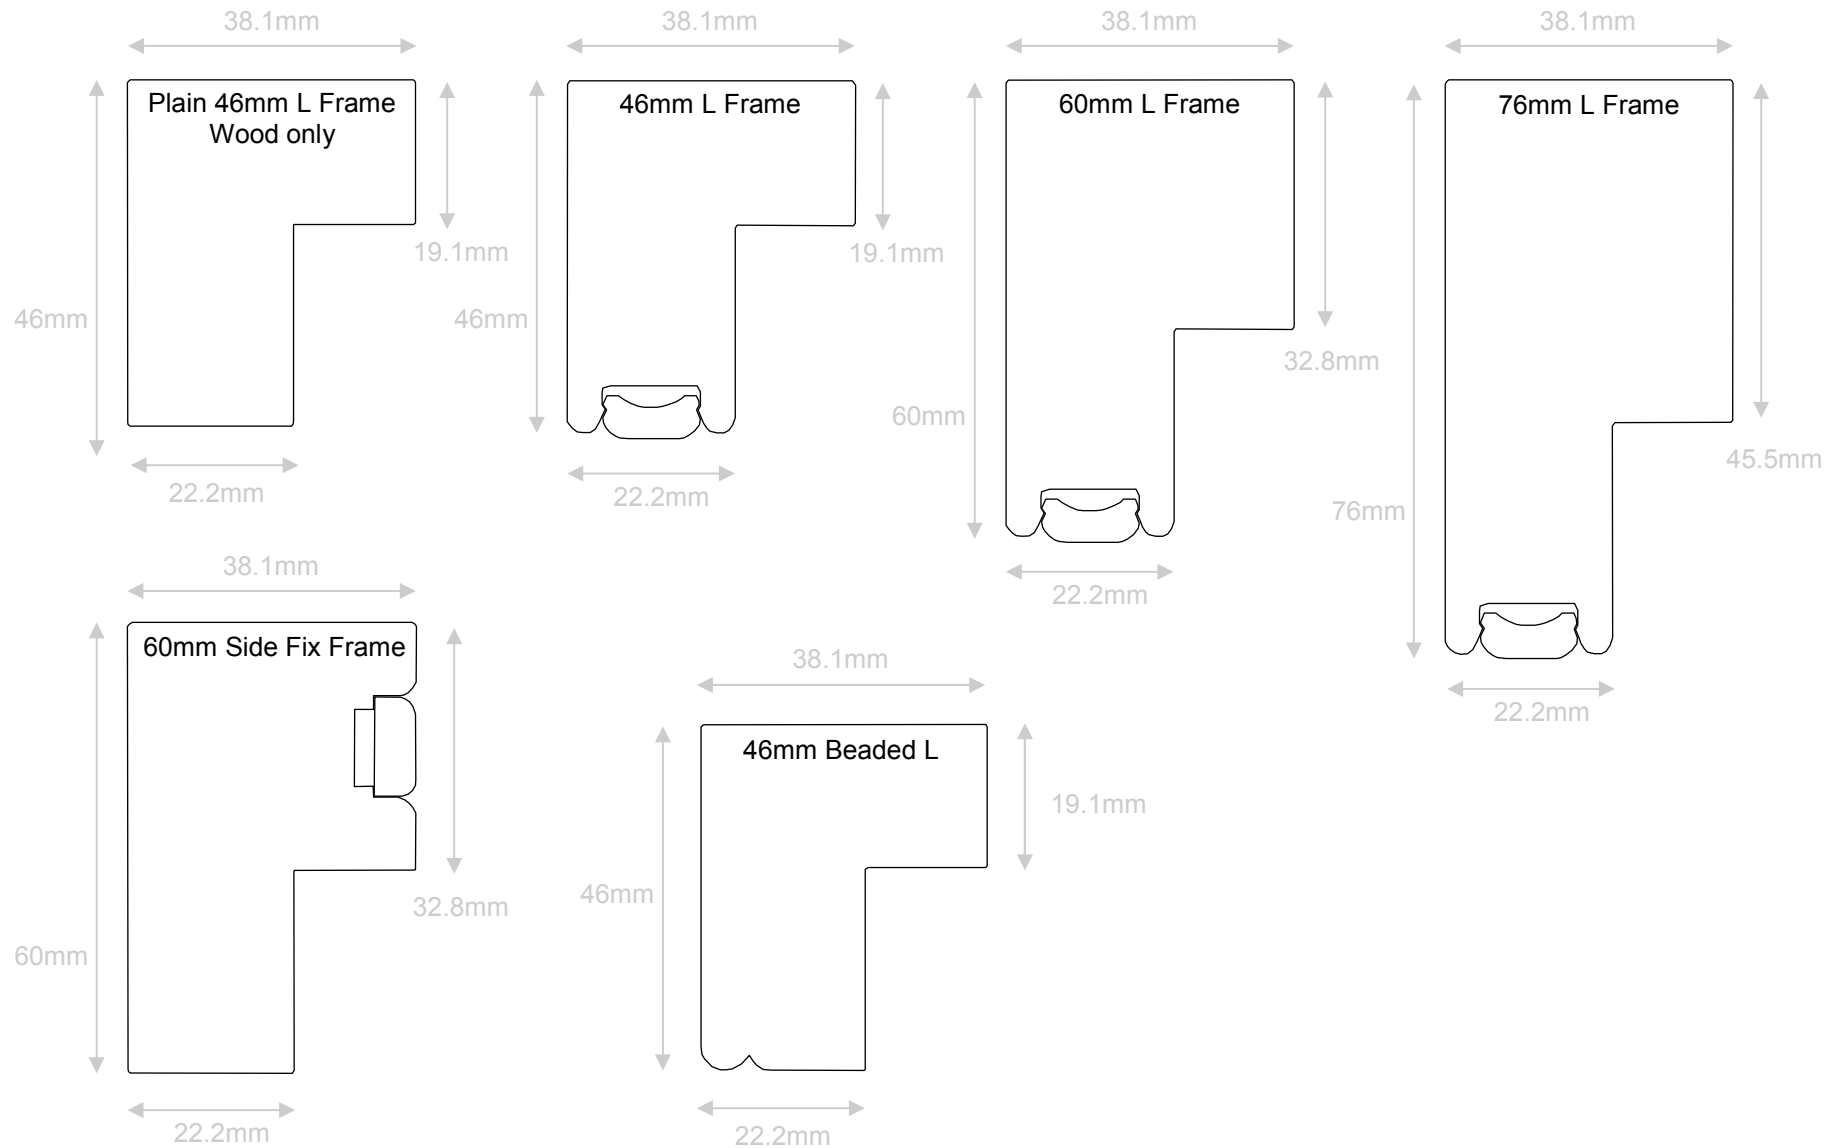 38.1mm
38.1mm
38.1mm
38.1mm
Plain 46mm L Frame
Wood only
46mm L Frame
60mm L Frame
76mm L Frame
19.1mm
19.1mm
46mm
46mm
32.8mm
60mm
45.5mm
22.2mm
22.2mm
76mm
38.1mm
22.2mm
60mm Side Fix Frame
38.1mm
22.2mm
46mm Beaded L
19.1mm
46mm
32.8mm
60mm
22.2mm
22.2mm